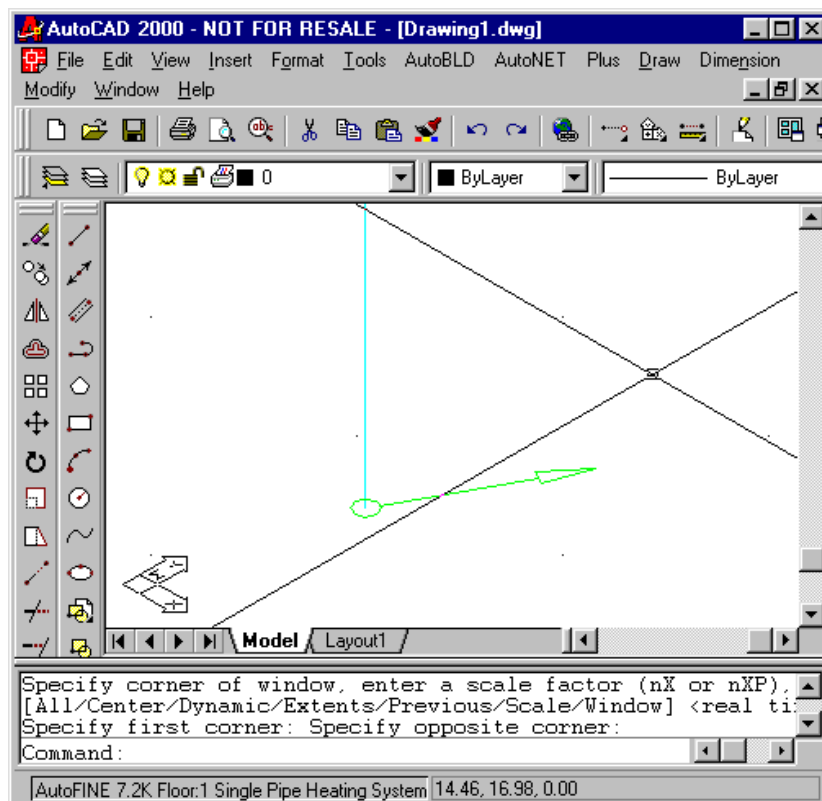 AutoCAD 2000 - NOT FOR RESALE - [Drawing1.dwg]
File Edit View Insert Format Tools AutoBLD AutoNET Plus Draw Dimension
Modify Window Help
0 ByLayer ByLayer
Model Layout1
Specify corner of window, enter a scale factor (nX or nXP),
[All/Center/Dynamic/Extents/Previous/Scale/Window] <real ti
Specify first corner: Specify opposite corner:
Command:
AutoFINE 7.2K Floor:1 Single Pipe Heating System 14.46, 16.98, 0.00